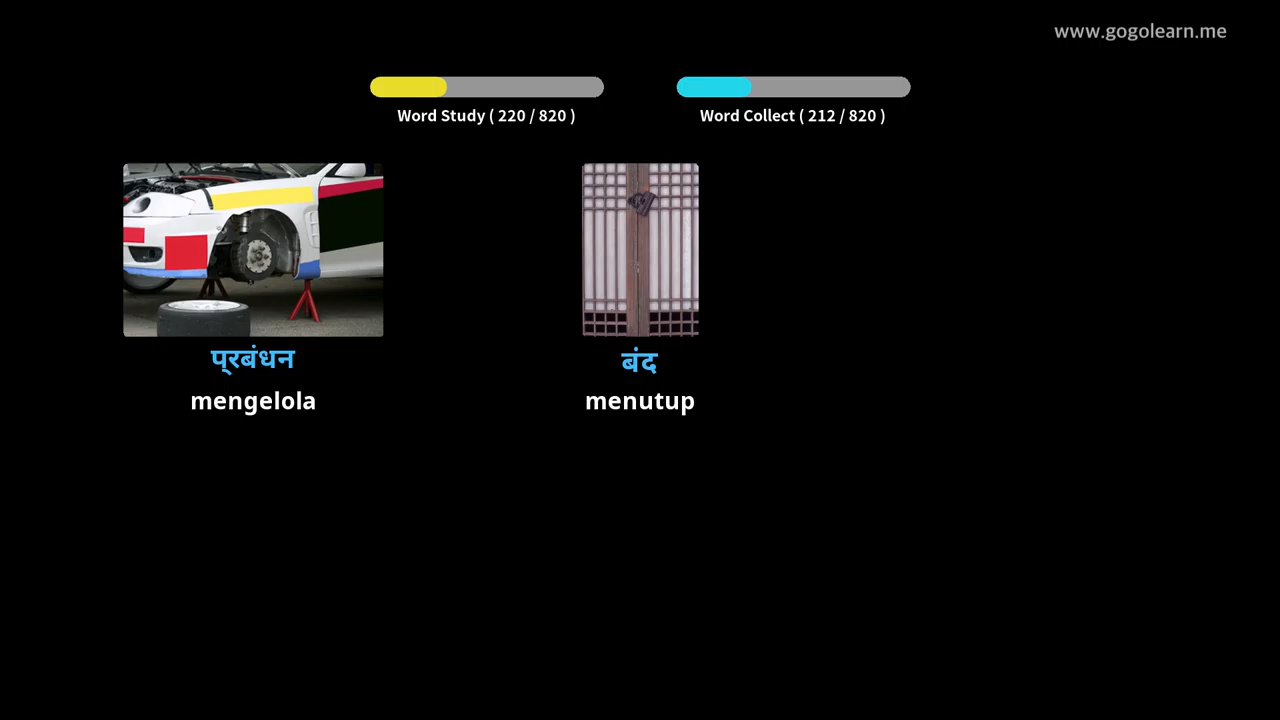 www.gogolearn.me
Word Study ( 220 / 820 )
Word Collect ( 212 / 820 )
प्रबंधन
mengelola
बंद
menutup